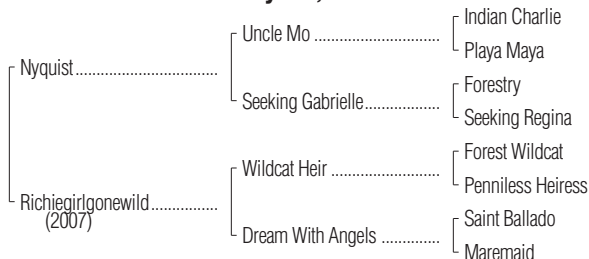 Indian Charlie
Uncle Mo ....................................
Playa Maya
Nyquist.......................................
Forestry
Seeking Gabrielle.....................
Seeking Regina
Forest Wildcat
Wildcat Heir ...............................
Penniless Heiress
Richiegirlgonewild...................
(2007)
Saint Ballado
Dream With Angels ................
Maremaid